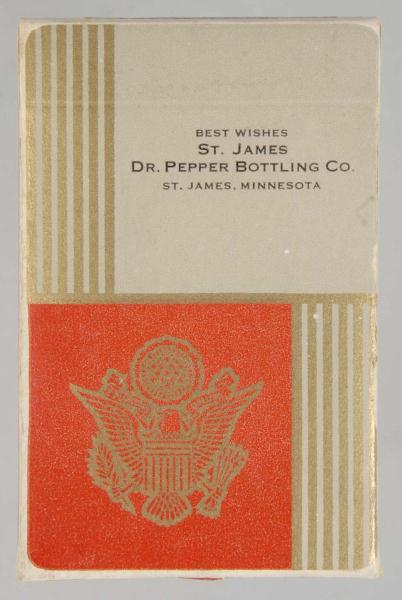 BEST WISHES
ST. JAMES
DR. PEPPER BOTTLING CO.
ST. JAMES, MINNESOTA